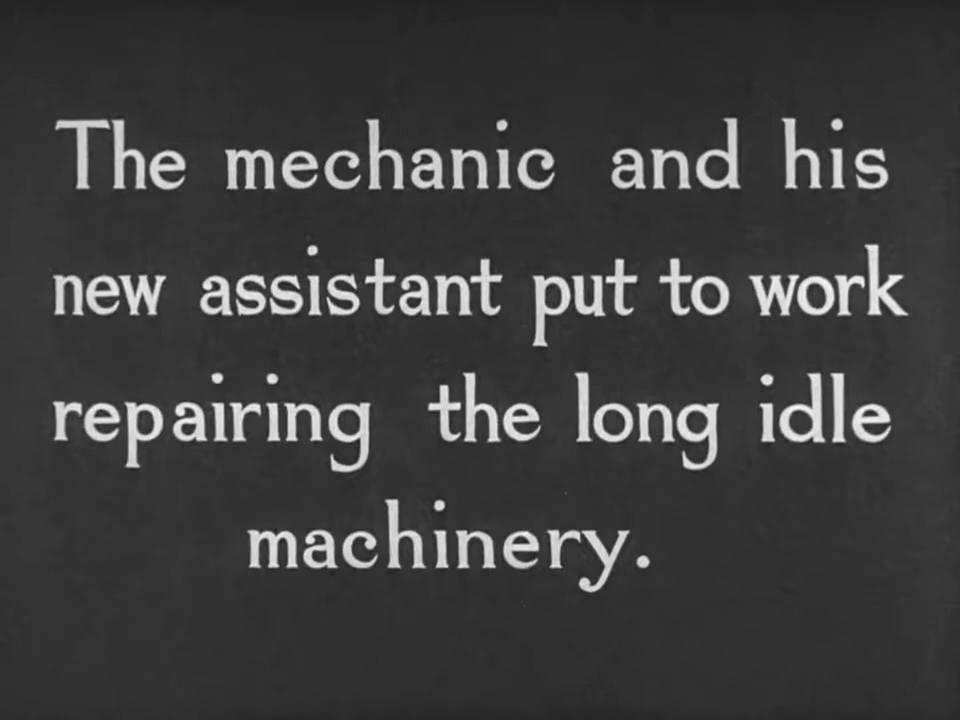 The mechanic and his
new assistant put to work
repairing the long idle
machinery.